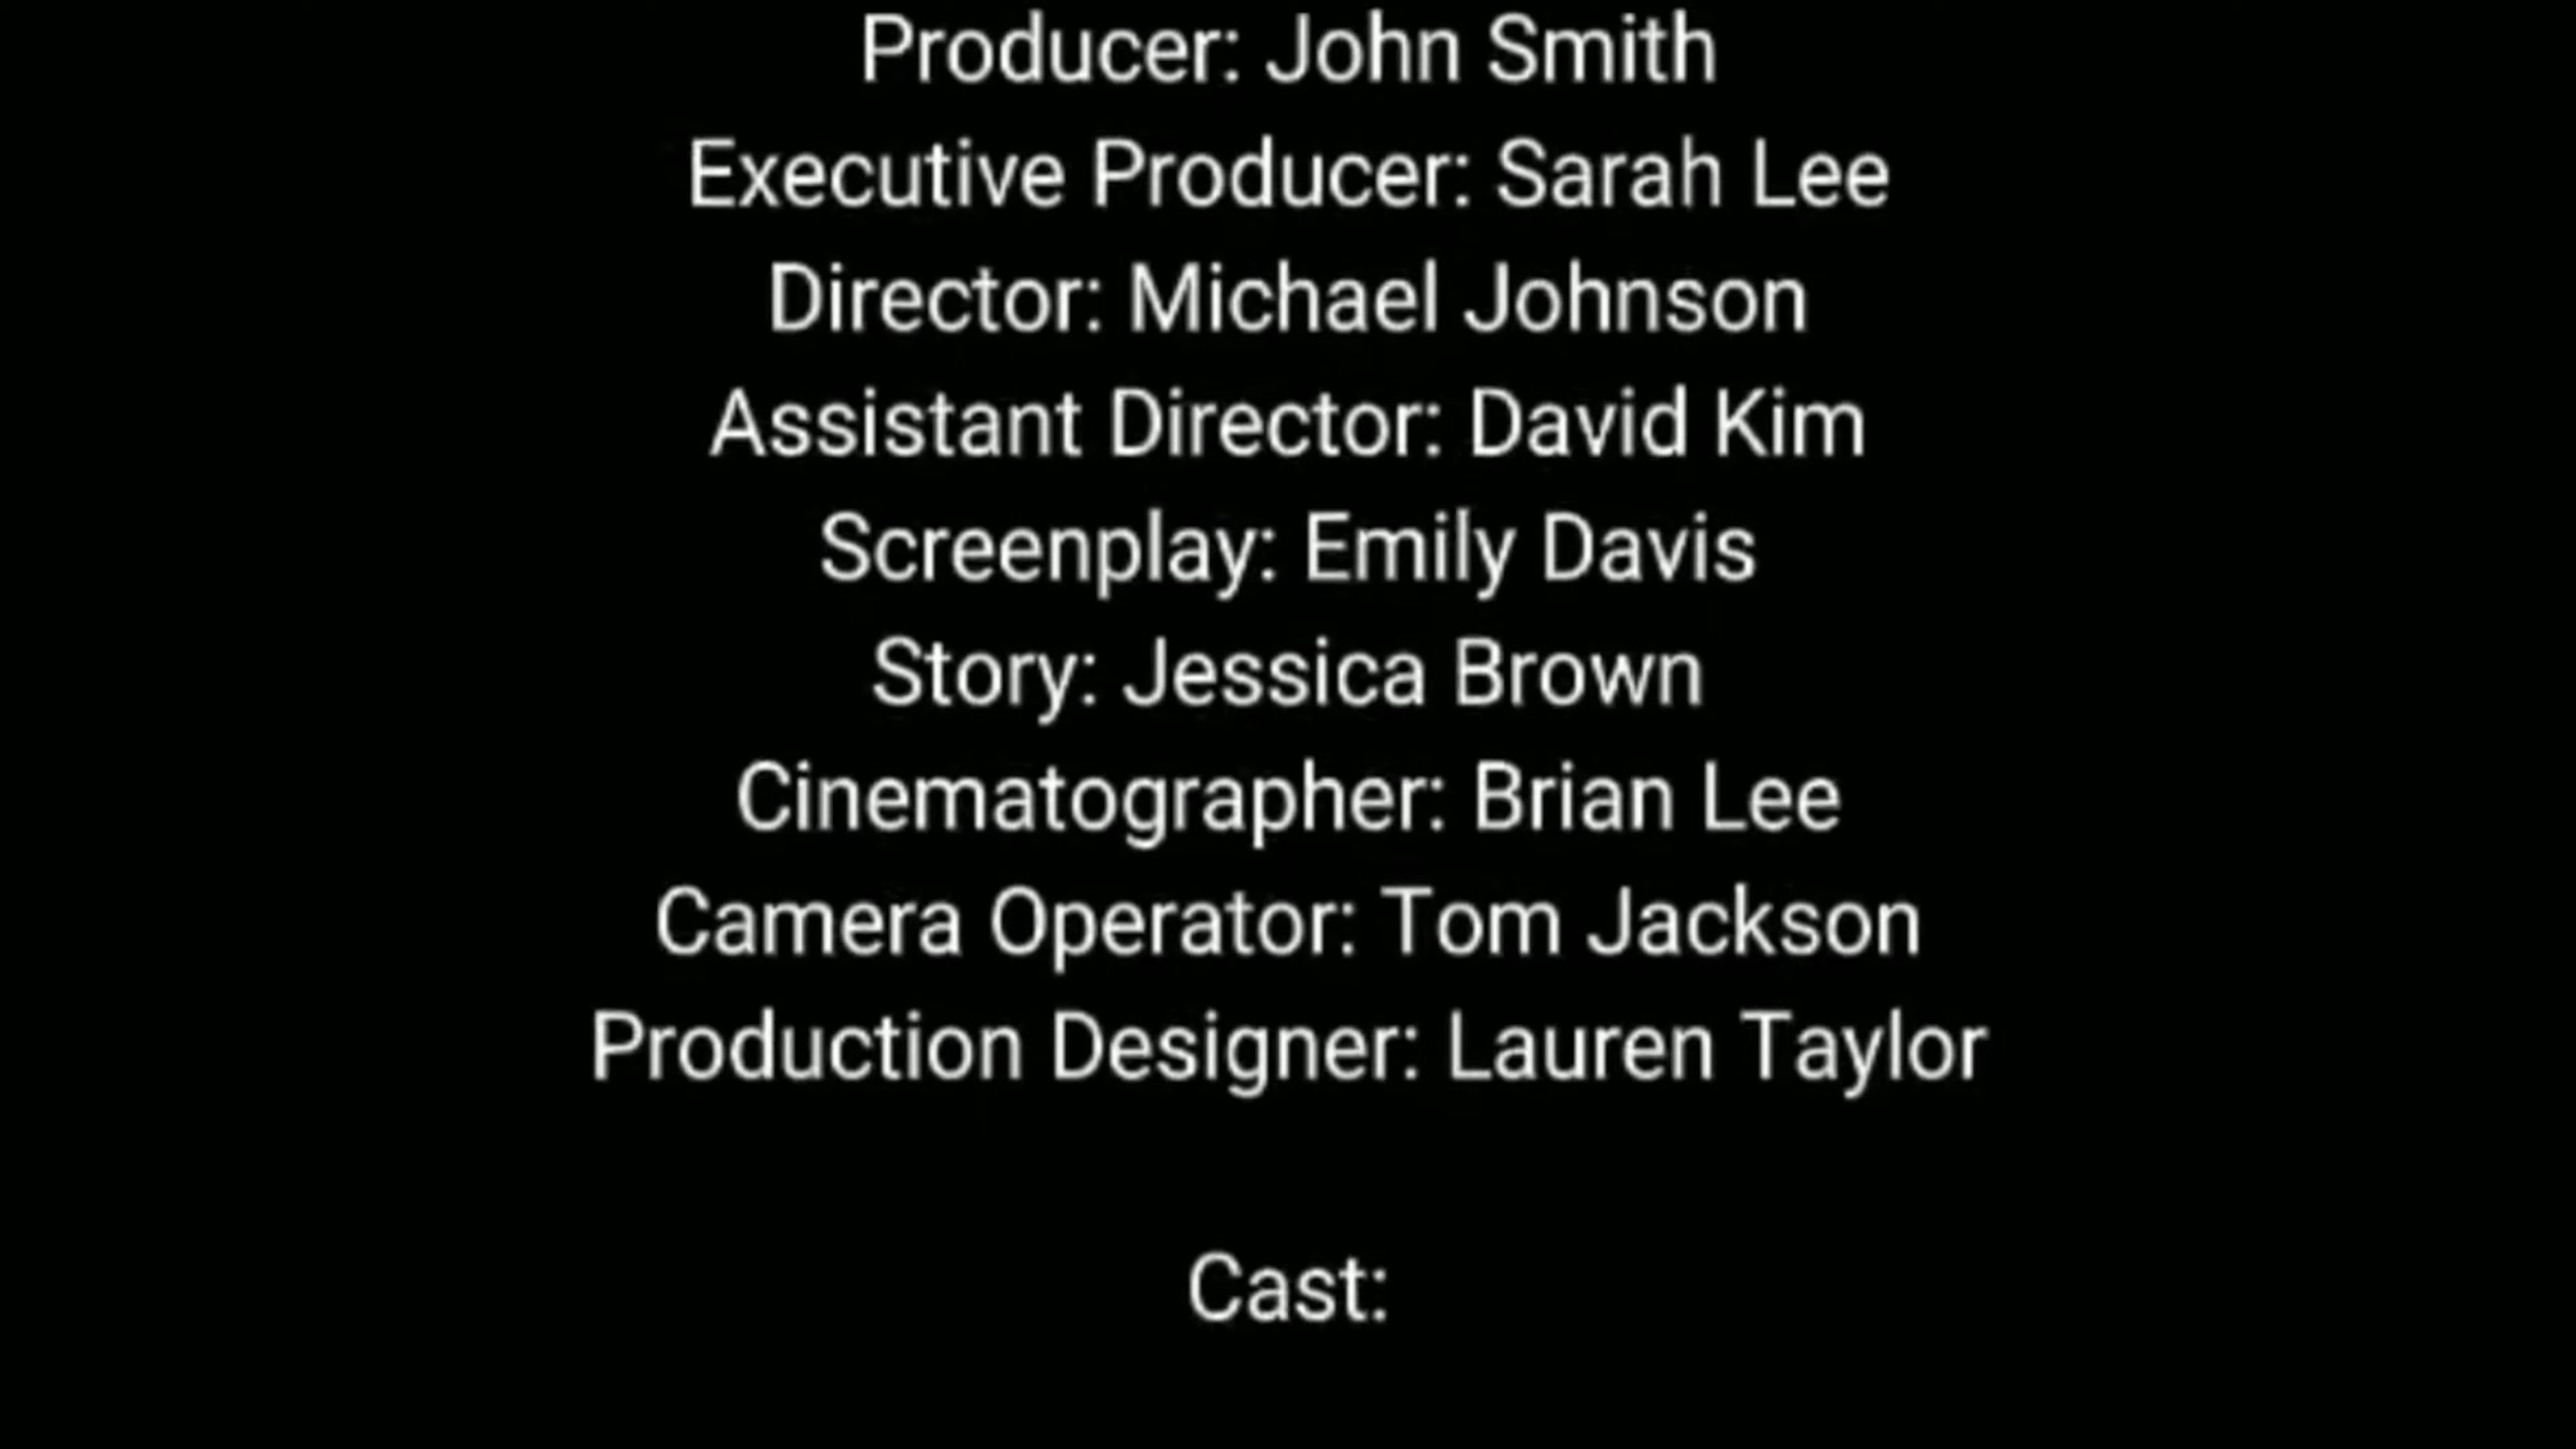 Producer: John Smith
Executive Producer: Sarah Lee
Director: Michael Johnson
Assistant Director: David Kim
Screenplay: Emily Davis
Story: Jessica Brown
Cinematographer: Brian Lee
Camera Operator: Tom Jackson
Production Designer: Lauren Taylor
Cast: